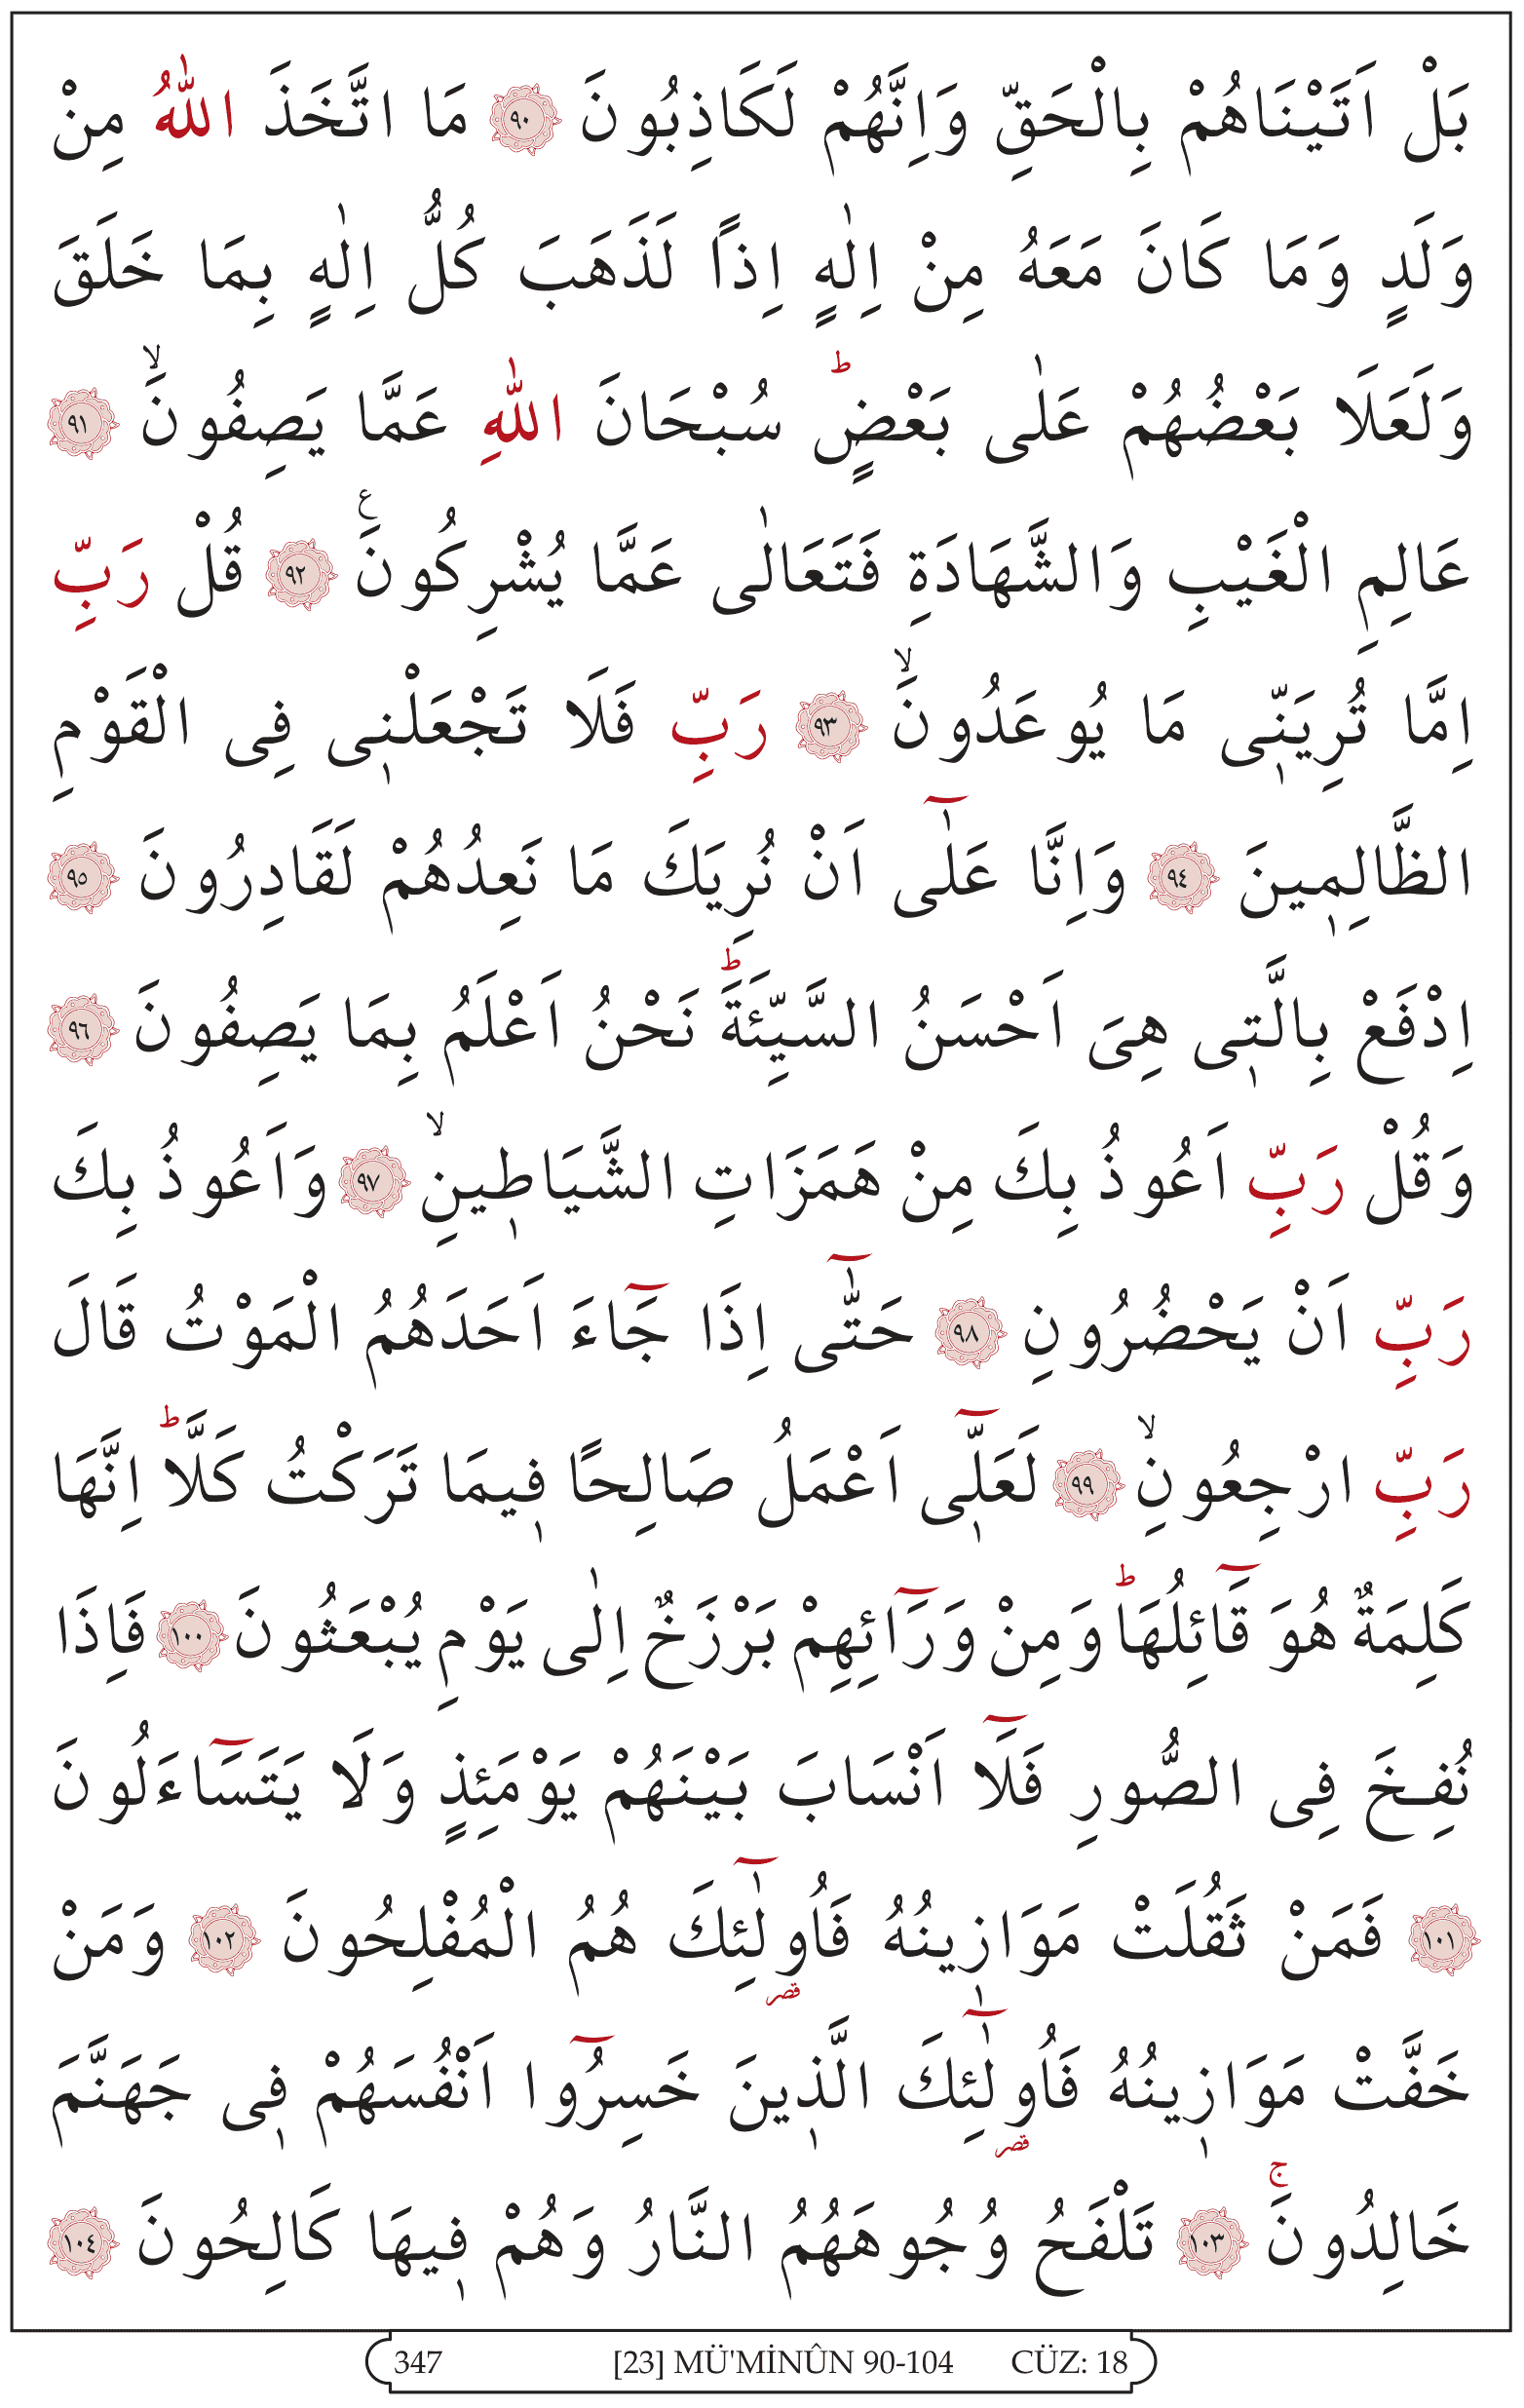 بَلْ اَتَيْنَاهُمْ بِالْحَقِّ وَاِنَّهُمْ لَكَاذِبُونَ ﴿٩٠﴾ مَا اتَّخَذَ اللّٰهُ مِنْ
وَلَدٍ وَمَا كَانَ مَعَهُ مِنْ اِلٰهٍ اِذاً لَذَهَبَ كُلُّ اِلٰهٍ بِمَا خَلَقَ
وَلَعَلَا بَعْضُهُمْ عَلٰى بَعْضٍۜ سُبْحَانَ اللّٰهِ عَمَّا يَصِفُونَۙ ﴿٩١﴾
عَالِمِ الْغَيْبِ وَالشَّهَادَةِ فَتَعَالٰى عَمَّا يُشْرِكُونَ۟ ﴿٩٢﴾ قُلْ رَبِّ
اِمَّا تُرِيَنّ۪ي مَا يُوعَدُونَۙ ﴿٩٣﴾ رَبِّ فَلَا تَجْعَلْن۪ي فِي الْقَوْمِ
الظَّالِم۪ينَ ﴿٩٤﴾ وَاِنَّا عَلٰٓى اَنْ نُرِيَكَ مَا نَعِدُهُمْ لَقَادِرُونَ ﴿٩٥﴾
اِدْفَعْ بِالَّت۪ي هِيَ اَحْسَنُ السَّيِّئَةَۜ نَحْنُ اَعْلَمُ بِمَا يَصِفُونَ ﴿٩٦﴾
وَقُلْ رَبِّ اَعُوذُ بِكَ مِنْ هَمَزَاتِ الشَّيَاط۪ينِۙ ﴿٩٧﴾ وَاَعُوذُ بِكَ
رَبِّ اَنْ يَحْضُرُونِ ﴿٩٨﴾ حَتّٰٓى اِذَا جَٓاءَ اَحَدَهُمُ الْمَوْتُ قَالَ
رَبِّ ارْجِعُونِۙ ﴿٩٩﴾ لَعَلّ۪ٓي اَعْمَلُ صَالِحًا ف۪يمَا تَرَكْتُ كَلَّاۜ اِنَّهَا
كَلِمَةٌ هُوَ قَٓائِلُهَاۜ وَمِنْ وَرَٓائِهِمْ بَرْزَخٌ اِلٰى يَوْمِ يُبْعَثُونَ ﴿١٠٠﴾ فَاِذَا
نُفِخَ فِي الصُّورِ فَلَٓا اَنْسَابَ بَيْنَهُمْ يَوْمَئِذٍ وَلَا يَتَسَٓاءَلُونَ
﴿١٠١﴾ فَمَنْ ثَقُلَتْ مَوَاز۪ينُهُ فَاُو۬لٰٓئِكَ هُمُ الْمُفْلِحُونَ ﴿١٠٢﴾ وَمَنْ
خَفَّتْ مَوَاز۪ينُهُ فَاُو۬لٰٓئِكَ الَّذ۪ينَ خَسِرُٓوا اَنْفُسَهُمْ ف۪ي جَهَنَّمَ
خَالِدُونَۚ ﴿١٠٣﴾ تَلْفَحُ وُجُوهَهُمُ النَّارُ وَهُمْ ف۪يهَا كَالِحُونَ ﴿١٠٤﴾
347 [23] MÜ'MİNÛN 90-104 CÜZ: 18